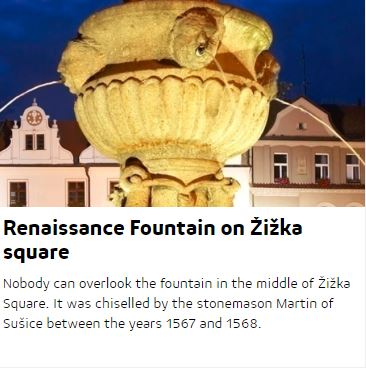 Renaissance Fountain on Žižka
square
Nobody can overlook the fountain in the middle of Žižka
Square. It was chiselled by the stonemason Martin of
Sušice between the years 1567 and 1568.